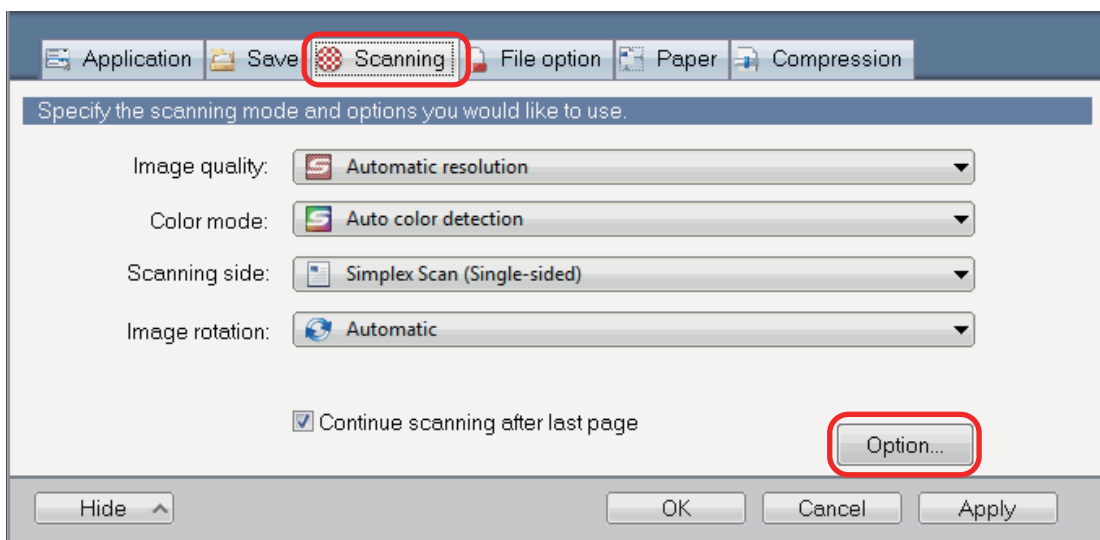 Application Save Scanning File option Paper Compression
Specify the scanning mode and options you would like to use.
Image quality: Automatic resolution
Color mode: Auto color detection
Scanning side: Simplex Scan (Single-sided)
Image rotation: Automatic
Continue scanning after last page
Option...
Hide OK Cancel Apply